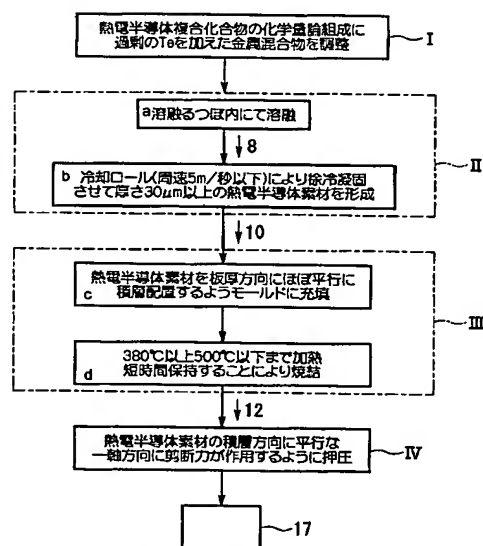 熱電半導体複合化合物の化学量論組成に
過剰のTeを加えた金属混合物を調整
I
a溶融るつぼ内にて溶融
8
II
b 冷却ロール(周速5m/秒以下)により徐冷凝固
させて厚さ30μm以上の熱電半導体素材を形成
10
熱電半導体素材を板厚方向にほぼ平行に
c 積層配置するようモールドに充填
III
380℃以上500℃以下まで加熱
d 短時間保持することにより焼結
12
熱電半導体素材の積層方向に平行な
一軸方向に剪断力が作用するように押圧
IV
17